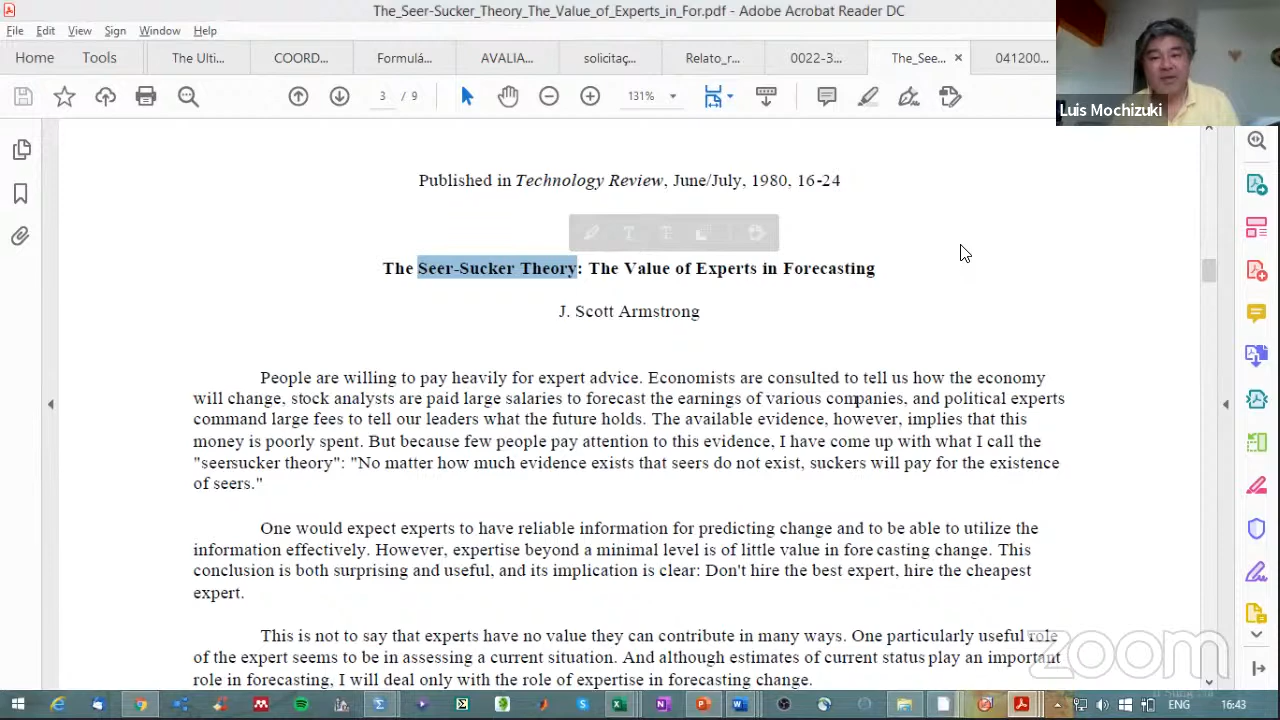 The_Seer-Sucker_Theory_The_Value_of_Experts_in_For.pdf - Adobe Acrobat Reader DC
File Edit View Sign Window Help
Home Tools The Ulti... COORD... Formulá... AVALIA... solicitaç... Relato_r... 0022-3... The_See... × 041200...
3 / 9 131%
Luis Mochizuki
Published in Technology Review, June/July, 1980, 16-24
The Seer-Sucker Theory: The Value of Experts in Forecasting
J. Scott Armstrong
People are willing to pay heavily for expert advice. Economists are consulted to tell us how the economy
will change, stock analysts are paid large salaries to forecast the earnings of various companies, and political experts
command large fees to tell our leaders what the future holds. The available evidence, however, implies that this
money is poorly spent. But because few people pay attention to this evidence, I have come up with what I call the
"seersucker theory": "No matter how much evidence exists that seers do not exist, suckers will pay for the existence
of seers."
One would expect experts to have reliable information for predicting change and to be able to utilize the
information effectively. However, expertise beyond a minimal level is of little value in fore casting change. This
conclusion is both surprising and useful, and its implication is clear: Don't hire the best expert, hire the cheapest
expert.
This is not to say that experts have no value they can contribute in many ways. One particularly useful role
of the expert seems to be in assessing a current situation. And although estimates of current status play an important
role in forecasting, I will deal only with the role of expertise in forecasting change.
zoom
ENG 16:43